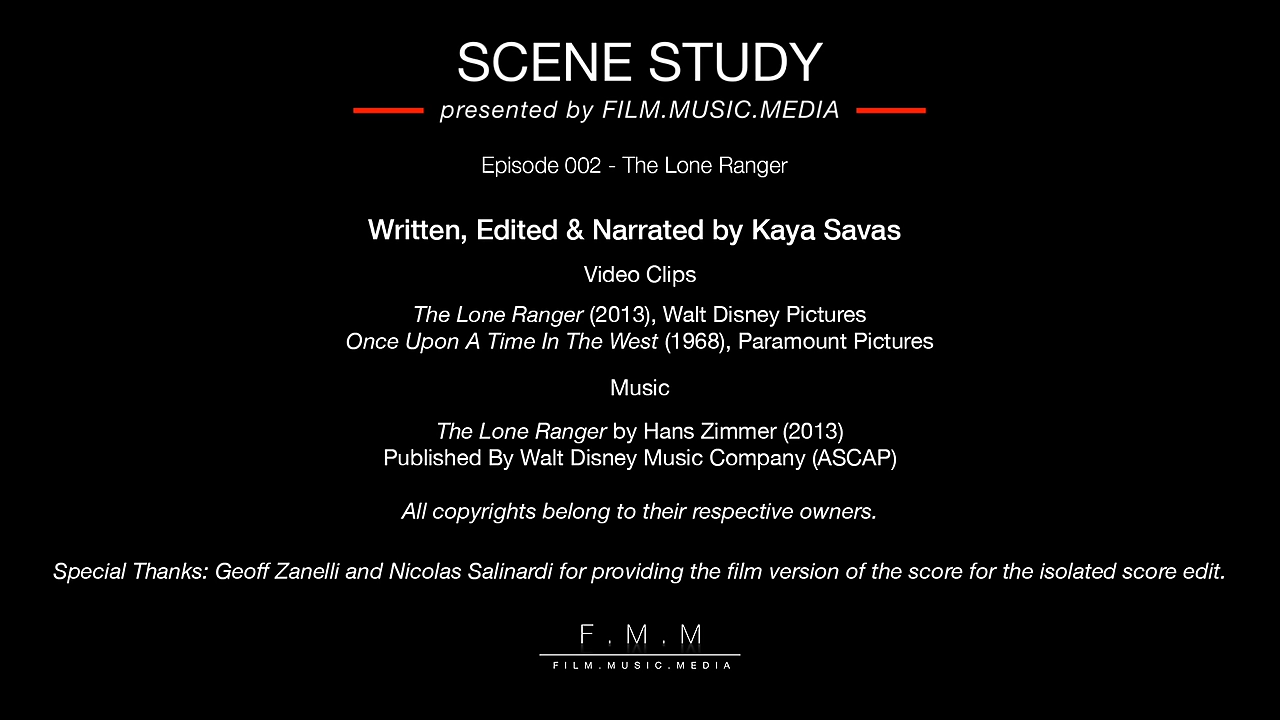 SCENE STUDY
presented by FILM.MUSIC.MEDIA
Episode 002 - The Lone Ranger
Written, Edited & Narrated by Kaya Savas
Video Clips
The Lone Ranger (2013), Walt Disney Pictures
Once Upon A Time In The West (1968), Paramount Pictures
Music
The Lone Ranger by Hans Zimmer (2013)
Published By Walt Disney Music Company (ASCAP)
All copyrights belong to their respective owners.
Special Thanks: Geoff Zanelli and Nicolas Salinardi for providing the film version of the score for the isolated score edit.
F . M . M
FILM.MUSIC.MEDIA